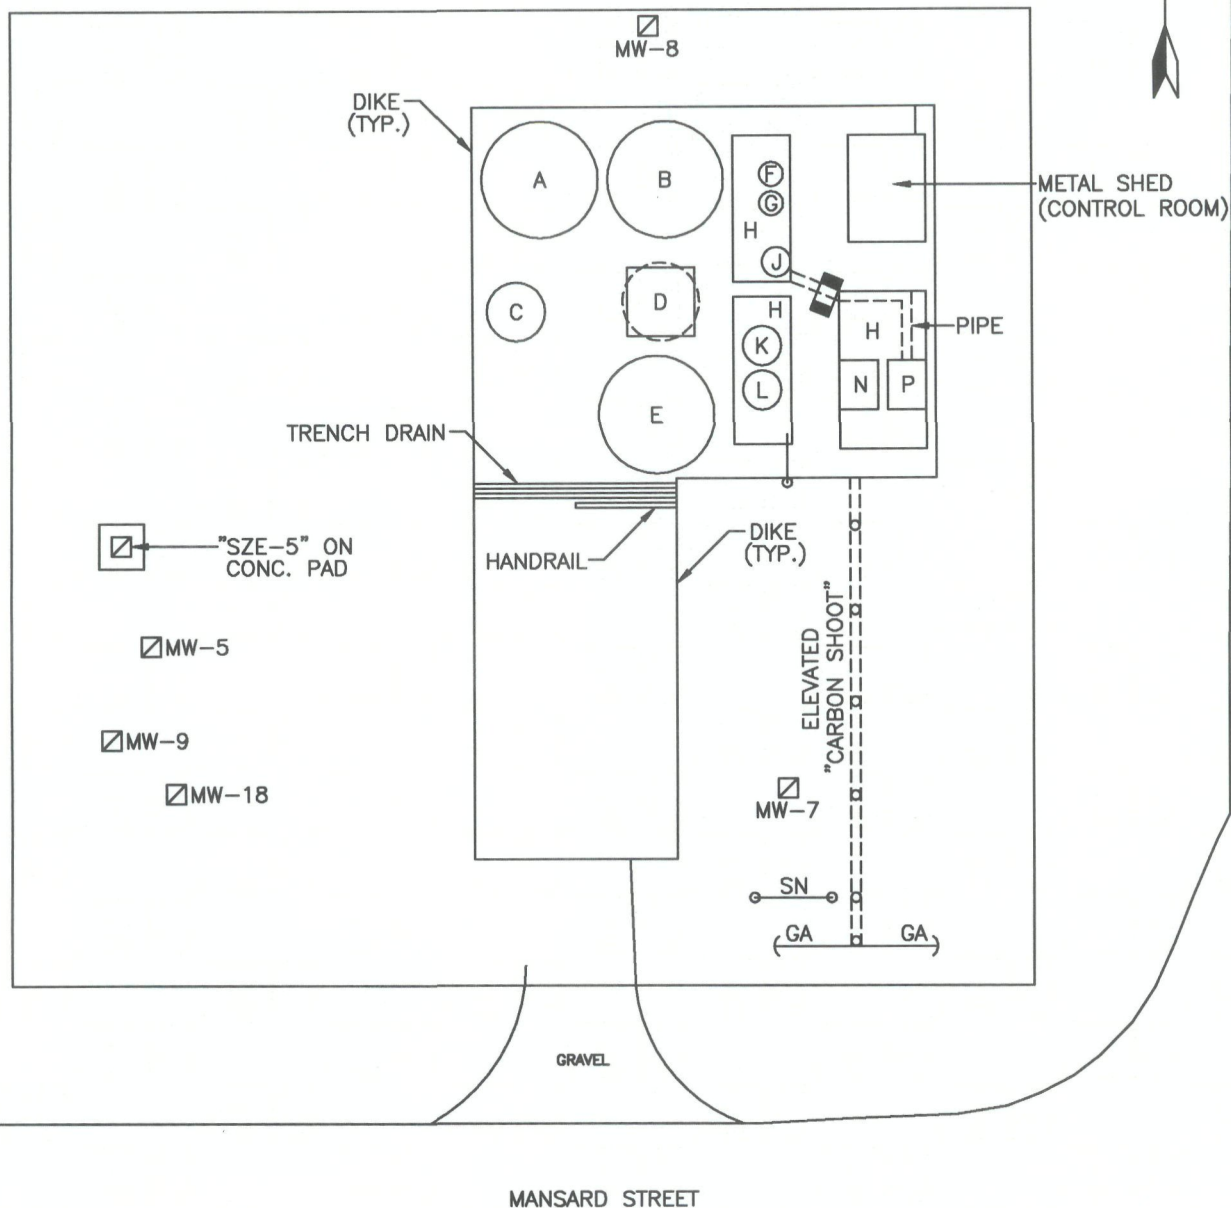 MW-8
DIKE
(TYP.)
A
B
F
G
H
J
METAL SHED
(CONTROL ROOM)
C
D
H
K
L
E
H
PIPE
N
P
TRENCH DRAIN
HANDRAIL
DIKE
(TYP.)
"SZE-5" ON
CONC. PAD
MW-5
MW-9
MW-18
ELEVATED
"CARBON SHOOT"
MW-7
SN
GA
GA
GRAVEL
MANSARD STREET